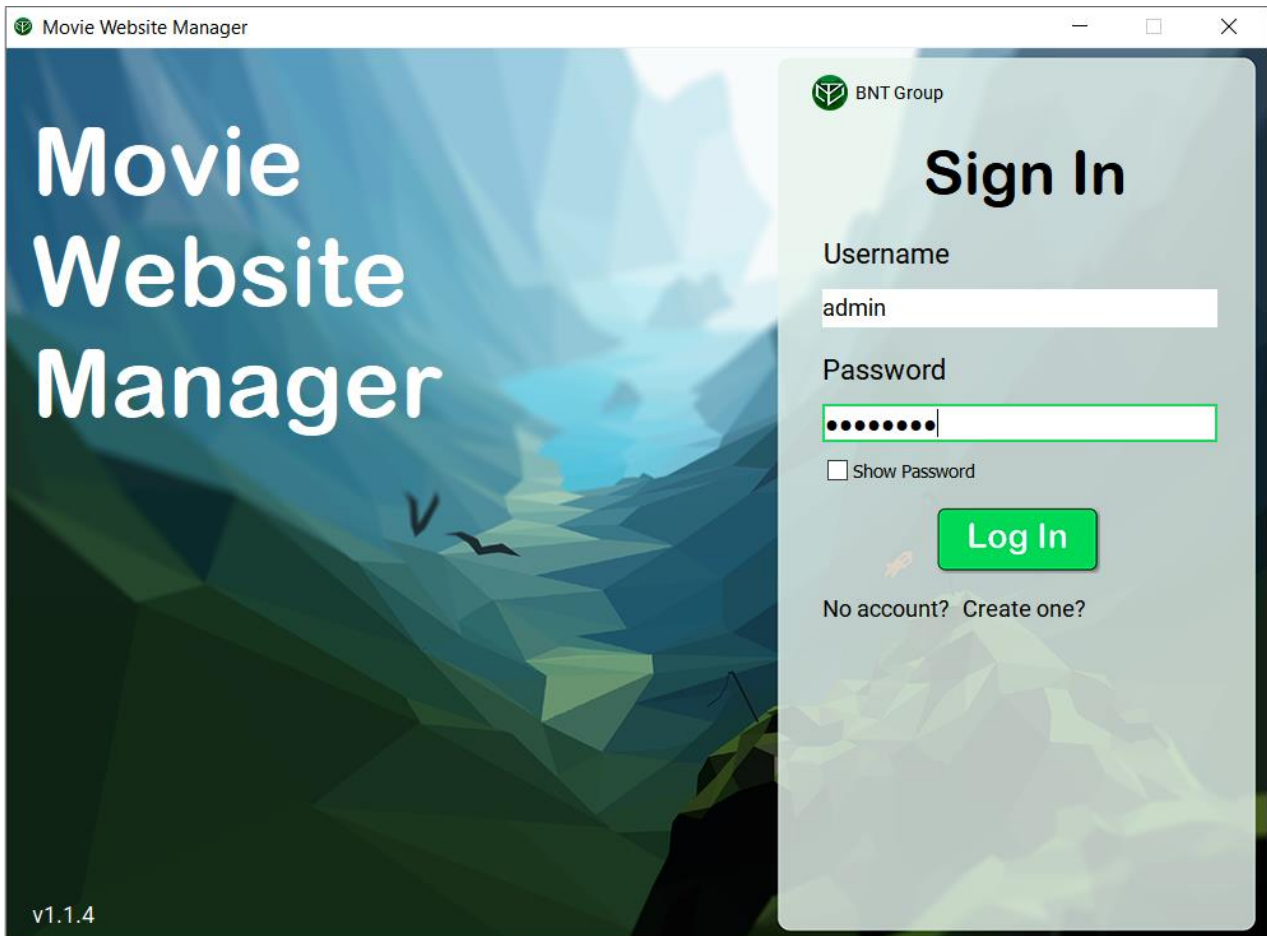 Movie Website Manager
Movie
Website
Manager
v1.1.4
BNT Group
Sign In
Username
admin
Password
••••••••
Show Password
Log In
No account? Create one?